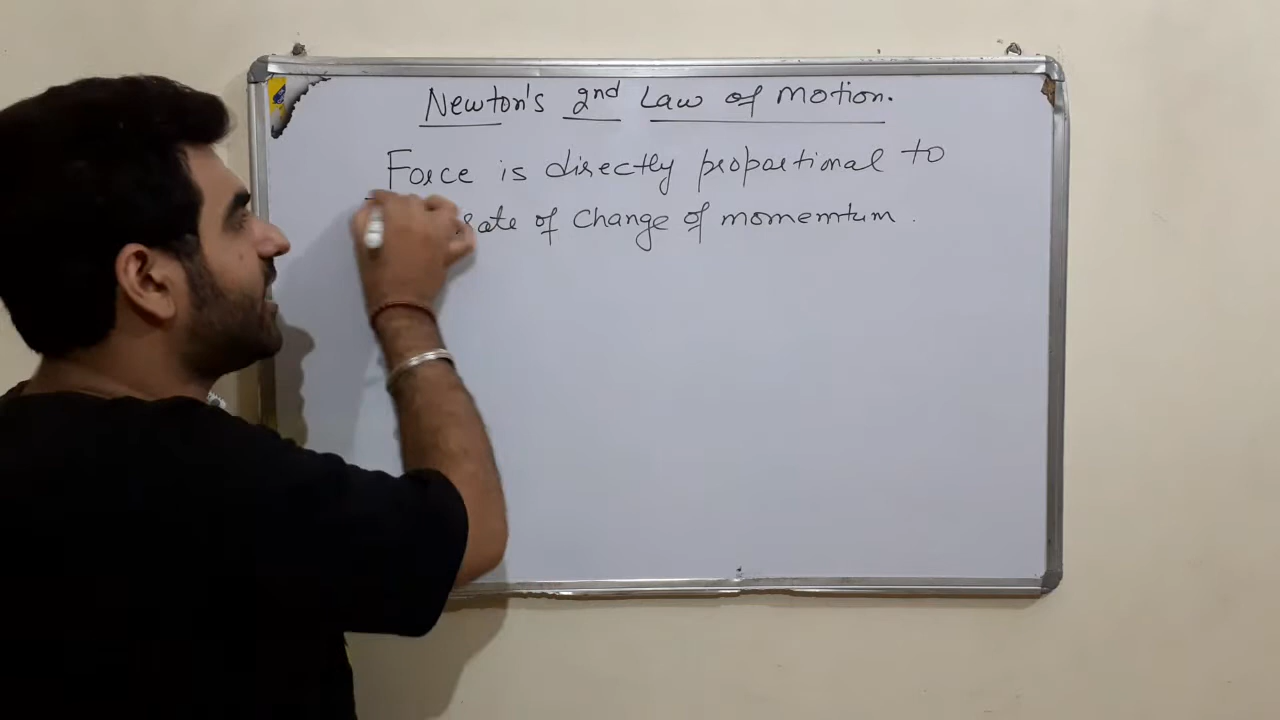 Newton's 2nd Law of Motion.
Force is directly proportional to
rate of change of momemtum.